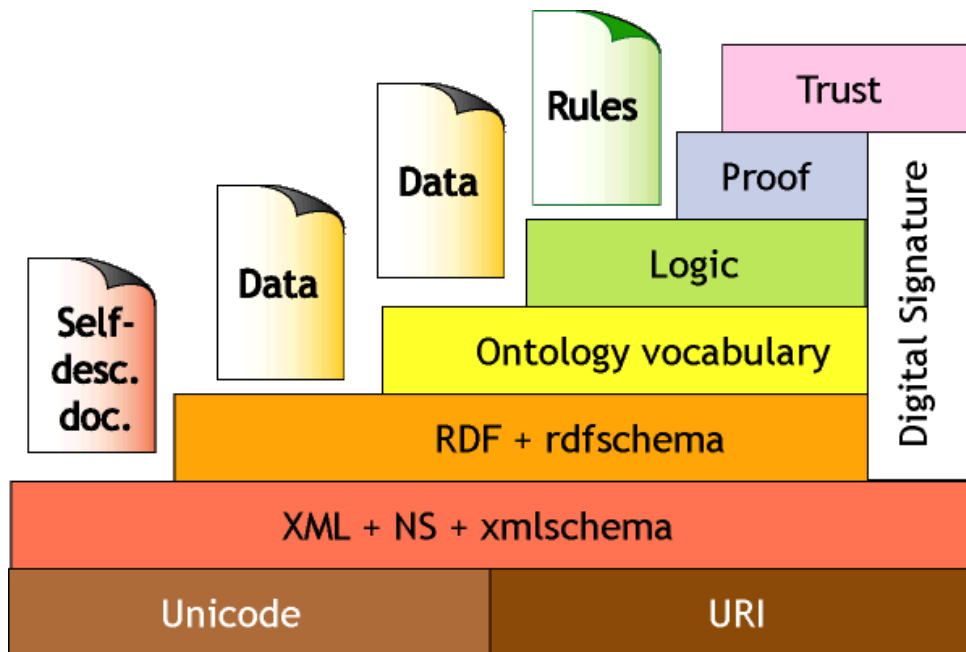 Rules
Trust
Data
Proof
Data
Logic
Digital Signature
Self-
desc.
doc.
Ontology vocabulary
RDF + rdfschema
XML + NS + xmlschema
Unicode
URI